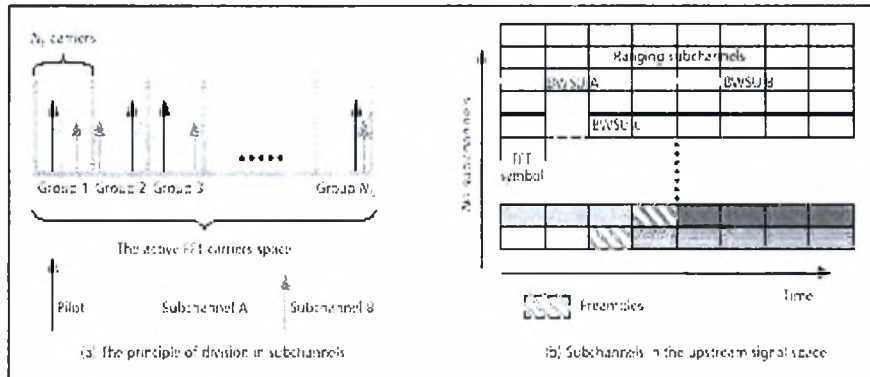 carriers
Group 1
Group 2
Group 3
Group
The active FFT carriers space
Pilot
Subchannel A
Subchannel B
(a) The principle of division in subchannels
subchannels
Ranging subchannels
BWSU A
BWSU B
BWSU C
FFT
symbol
Time
Preambles
(b) Subchannels in the upstream signal space